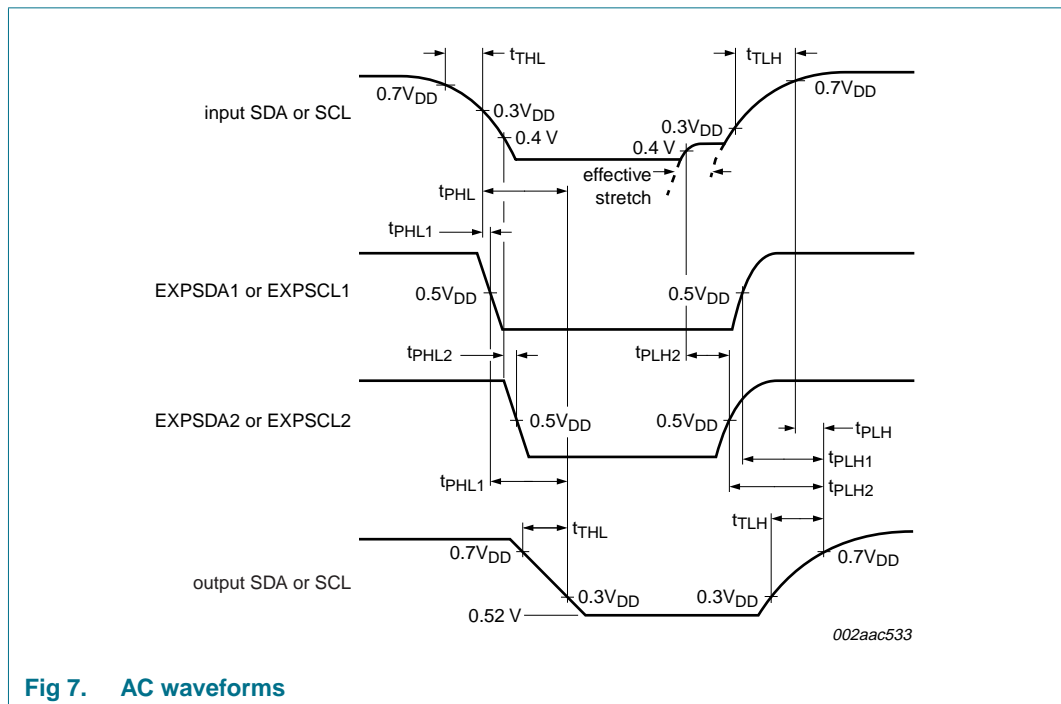 tTHL
tTLH
0.7VDD
0.7VDD
input SDA or SCL
0.3VDD
0.3VDD
0.4 V
0.4 V
effective
stretch
tPHL
tPHL1
EXPSDA1 or EXPSCL1
0.5VDD
0.5VDD
tPHL2
tPLH2
EXPSDA2 or EXPSCL2
0.5VDD
0.5VDD
tPLH
tPLH1
tPHL1
tPLH2
tTHL
tTLH
0.7VDD
0.7VDD
output SDA or SCL
0.3VDD
0.3VDD
0.52 V
002aac533
Fig 7. AC waveforms